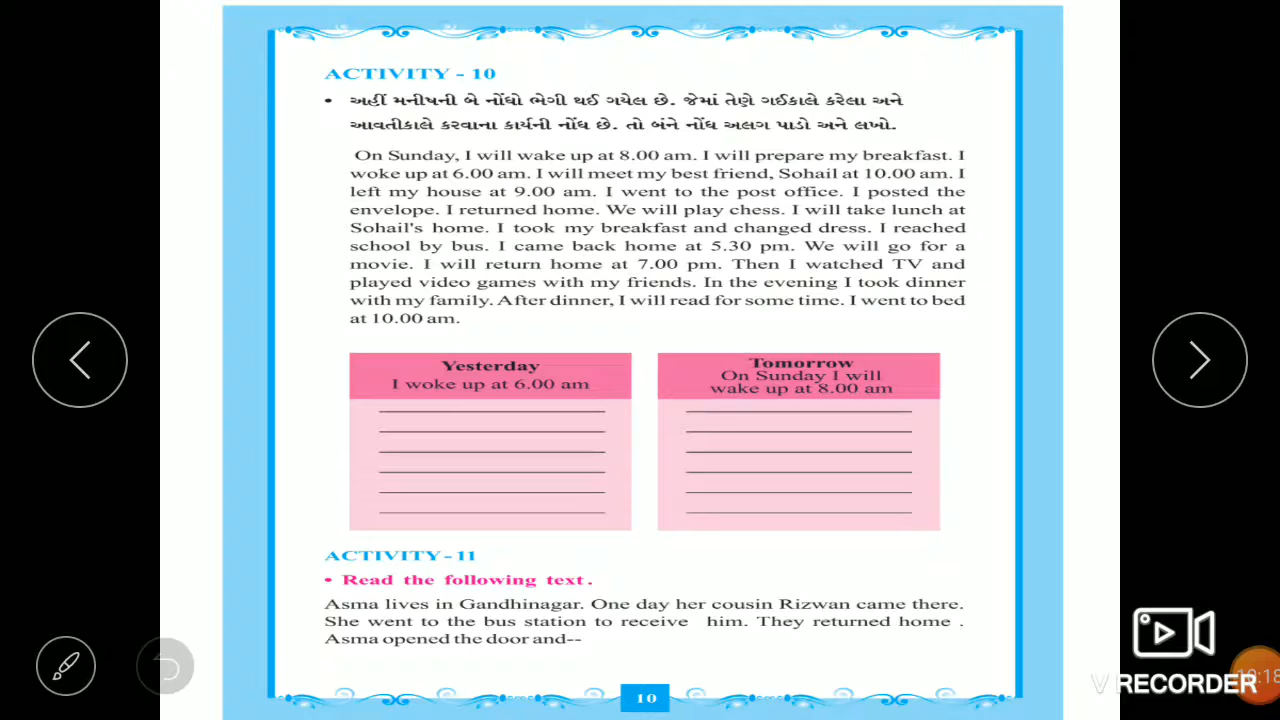 ACTIVITY - 10
• અહીં મનીષની બે નોંધો ભેગી થઈ ગયેલ છે. જેમાં તેણે ગઈકાલે કરેલા અને
આવતીકાલે કરવાના કાર્યની નોંધ છે. તો બંને નોંધ અલગ પાડો અને લખો.
On Sunday, I will wake up at 8.00 am. I will prepare my breakfast. I
woke up at 6.00 am. I will meet my best friend, Sohail at 10.00 am. I
left my house at 9.00 am. I went to the post office. I posted the
envelope. I returned home. We will play chess. I will take lunch at
Sohail's home. I took my breakfast and changed dress. I reached
school by bus. I came back home at 5.30 pm. We will go for a
movie. I will return home at 7.00 pm. Then I watched TV and
played video games with my friends. In the evening I took dinner
with my family. After dinner, I will read for some time. I went to bed
at 10.00 am.
Yesterday
I woke up at 6.00 am
Tomorrow
On Sunday I will
wake up at 8.00 am
ACTIVITY-11
• Read the following text.
Asma lives in Gandhinagar. One day her cousin Rizwan came there.
She went to the bus station to receive him. They returned home .
Asma opened the door and--
10
V RECORDER